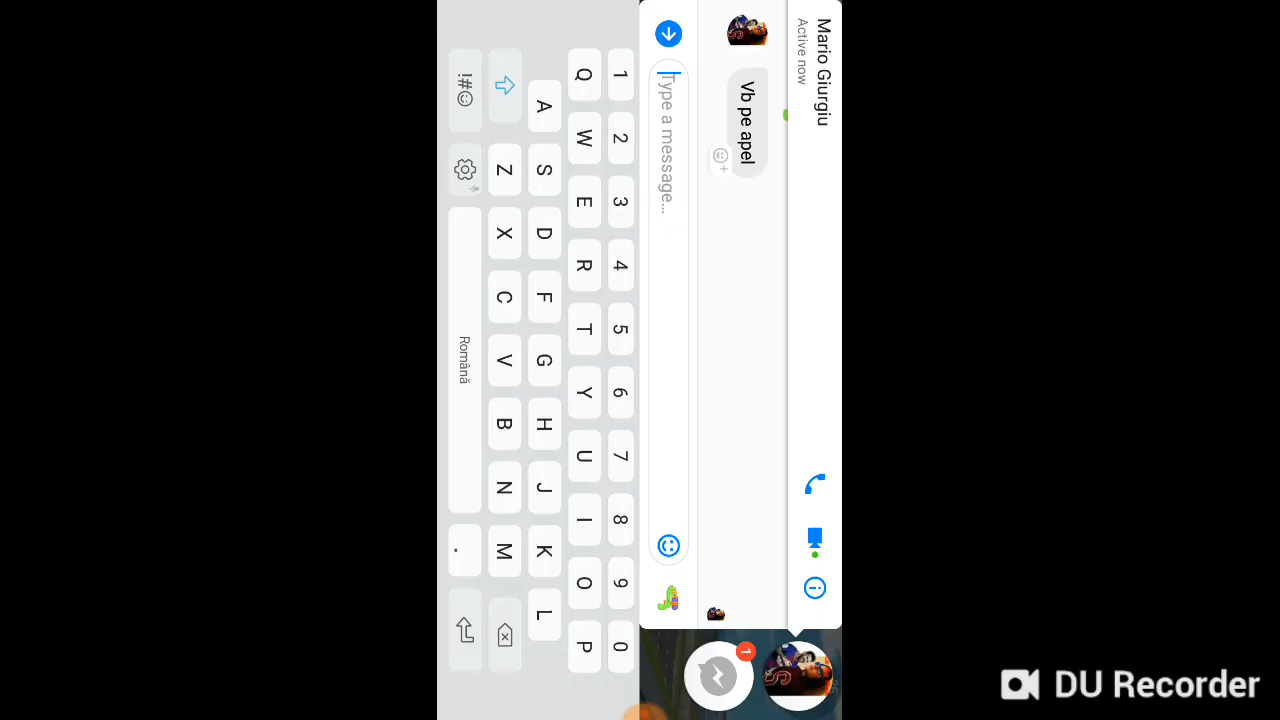 Mario Giurgiu
Active now
Vb pe apel
Type a message...
1
1 2 3 4 5 6 7 8 9 0
Q W E R T Y U I O P
A S D F G H J K L
Z X C V B N M
!#☺ Română .
DU Recorder